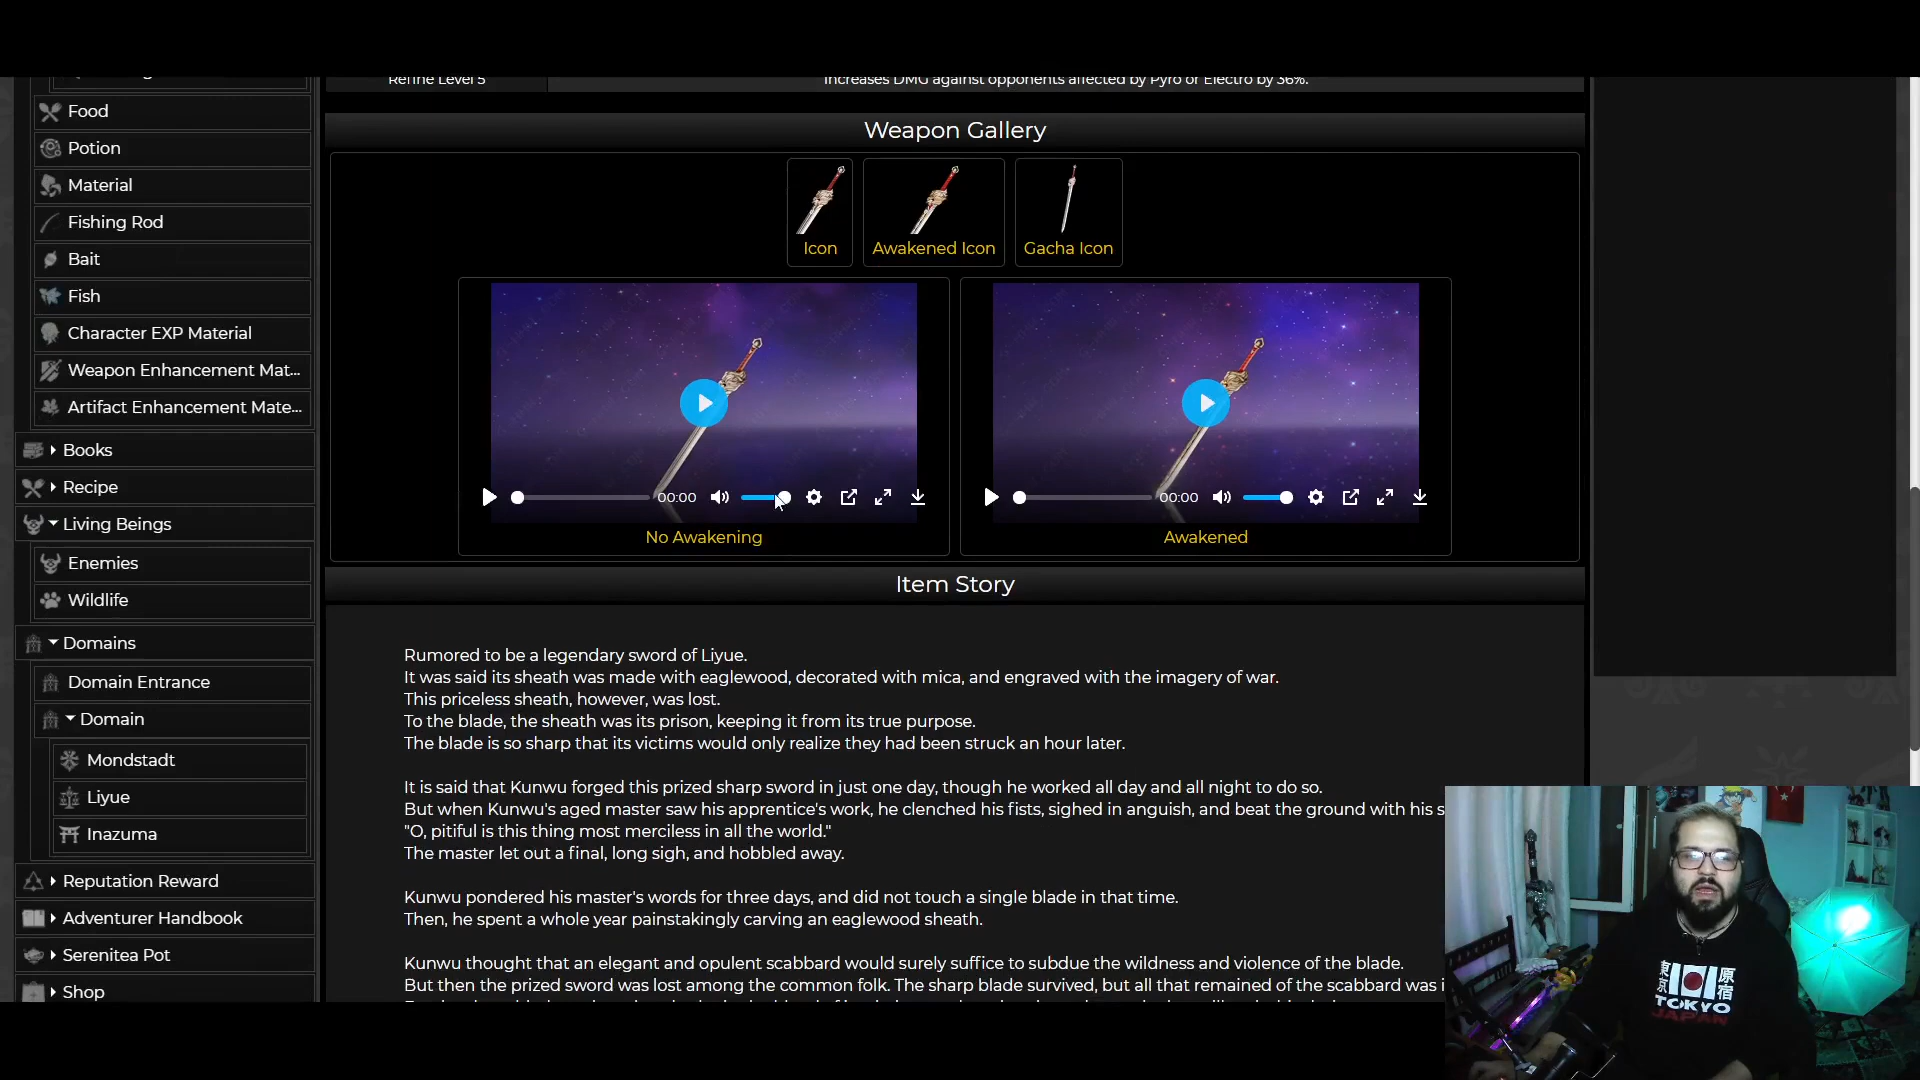 Refine Level 5
Increases DMG against opponents affected by Pyro or Electro by 36%.
Food
Potion
Material
Fishing Rod
Bait
Fish
Character EXP Material
Weapon Enhancement Mat...
Artifact Enhancement Mate...
Books
Recipe
Living Beings
Enemies
Wildlife
Domains
Domain Entrance
Domain
Mondstadt
Liyue
Inazuma
Reputation Reward
Adventurer Handbook
Serenitea Pot
Shop
Weapon Gallery
Icon
Awakened Icon
Gacha Icon
00:00
00:00
No Awakening
Awakened
Item Story
Rumored to be a legendary sword of Liyue.
It was said its sheath was made with eaglewood, decorated with mica, and engraved with the imagery of war.
This priceless sheath, however, was lost.
To the blade, the sheath was its prison, keeping it from its true purpose.
The blade is so sharp that its victims would only realize they had been struck an hour later.
It is said that Kunwu forged this prized sharp sword in just one day, though he worked all day and all night to do so.
But when Kunwu's aged master saw his apprentice's work, he clenched his fists, sighed in anguish, and beat the ground with his s
"O, pitiful is this thing most merciless in all the world."
The master let out a final, long sigh, and hobbled away.
Kunwu pondered his master's words for three days, and did not touch a single blade in that time.
Then, he spent a whole year painstakingly carving an eaglewood sheath.
Kunwu thought that an elegant and opulent scabbard would surely suffice to subdue the wildness and violence of the blade.
But then the prized sword was lost among the common folk. The sharp blade survived, but all that remained of the scabbard was i
東京
原宿
TOKYO
JAPAN